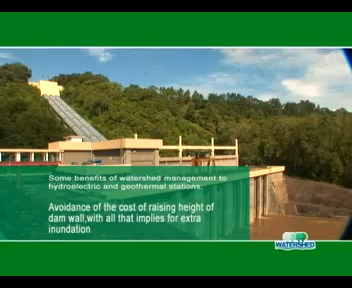 Some benefits of watershed management to
hydroelectric and geothermal stations;
Avoidance of the cost of raising height of
dam wall,with all that implies for extra
inundation
WATERSHED